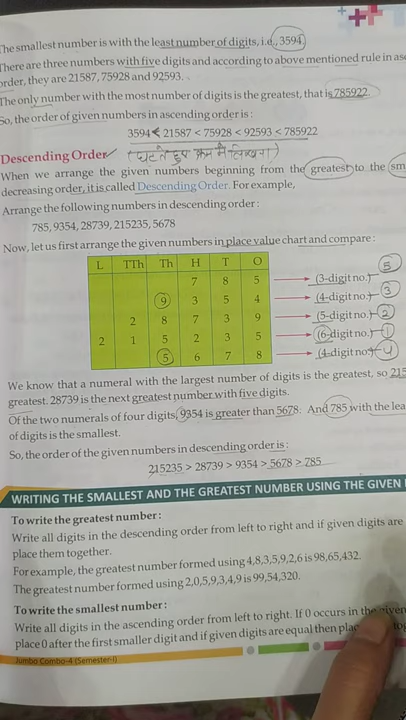 The smallest number is with the least number of digits, i.e., 3594.
There are three numbers with five digits and according to above mentioned rule in asc
order, they are 21587, 75928 and 92593.
The only number with the most number of digits is the greatest, that is 785922.
So, the order of given numbers in ascending order is :
3594 < 21587 < 75928 < 92593 < 785922
Descending Order (घटते हुए क्रम में लिखना)
When we arrange the given numbers beginning from the greatest to the sm
decreasing order, it is called Descending Order. For example,
Arrange the following numbers in descending order :
785, 9354, 28739, 215235, 5678
Now, let us first arrange the given numbers in place value chart and compare :
L TTh Th H T O
7 8 5 (3-digit no.) 5
9 3 5 4 (4-digit no.) 3
2 8 7 3 9 (5-digit no.) 2
2 1 5 2 3 5 (6-digit no.) 1
5 6 7 8 (4-digit no.) 4
We know that a numeral with the largest number of digits is the greatest, so 215
greatest. 28739 is the next greatest number with five digits.
Of the two numerals of four digits, 9354 is greater than 5678. And 785 with the lea
of digits is the smallest.
So, the order of the given numbers in descending order is :
215235 > 28739 > 9354 > 5678 > 785
WRITING THE SMALLEST AND THE GREATEST NUMBER USING THE GIVEN
To write the greatest number :
Write all digits in the descending order from left to right and if given digits are
place them together.
For example, the greatest number formed using 4,8,3,5,9,2,6 is 98,65,432.
The greatest number formed using 2,0,5,9,3,4,9 is 99,54,320.
To write the smallest number :
Write all digits in the ascending order from left to right. If 0 occurs in the given
place 0 after the first smaller digit and if given digits are equal then plac
Jumbo Combo-4 (Semester-I)